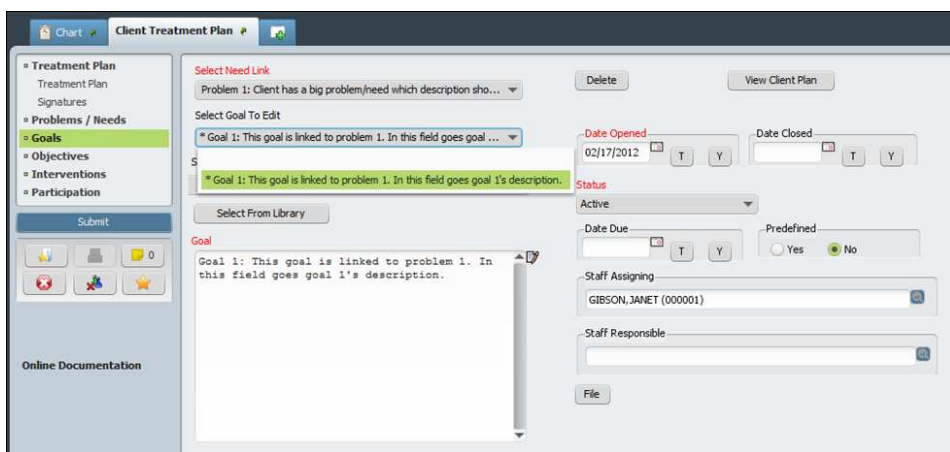 Chart
Client Treatment Plan
Treatment Plan
Treatment Plan
Signatures
Problems / Needs
Goals
Objectives
Interventions
Participation
Submit
0
Online Documentation
Select Need Link
Problem 1: Client has a big problem/need which description sho...
Select Goal To Edit
* Goal 1: This goal is linked to problem 1. In this field goes goal ...
S
* Goal 1: This goal is linked to problem 1. In this field goes goal 1's description.
Select From Library
Goal
Goal 1: This goal is linked to problem 1. In
this field goes goal 1's description.
Delete
View Client Plan
Date Opened
02/17/2012
T
Y
Date Closed
T
Y
Status
Active
Date Due
T
Y
Predefined
Yes
No
Staff Assigning
GIBSON,JANET (000001)
Staff Responsible
File